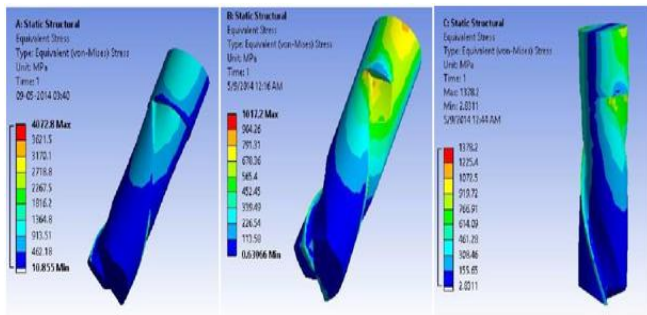 A: Static Structural
Equivalent Stress
Type: Equivalent (von-Mises) Stress
Unit: MPa
Time: 1
09-05-2014 03:40
4072.8 Max
3621.5
3170.1
2718.8
2267.5
1816.2
1364.8
913.51
462.18
10.855 Min
B: Static Structural
Equivalent Stress
Type: Equivalent (von-Mises) Stress
Unit: MPa
Time: 1
5/9/2014 12:16 AM
1017.2 Max
904.26
791.31
678.36
565.4
452.45
339.49
226.54
113.58
0.63066 Min
C: Static Structural
Equivalent Stress
Type: Equivalent (von-Mises) Stress
Unit: MPa
Time: 1
Max: 1378.2
Min: 2.8311
5/9/2014 12:44 AM
1378.2
1225.4
1072.5
919.72
766.91
614.09
461.28
308.46
155.65
2.8311